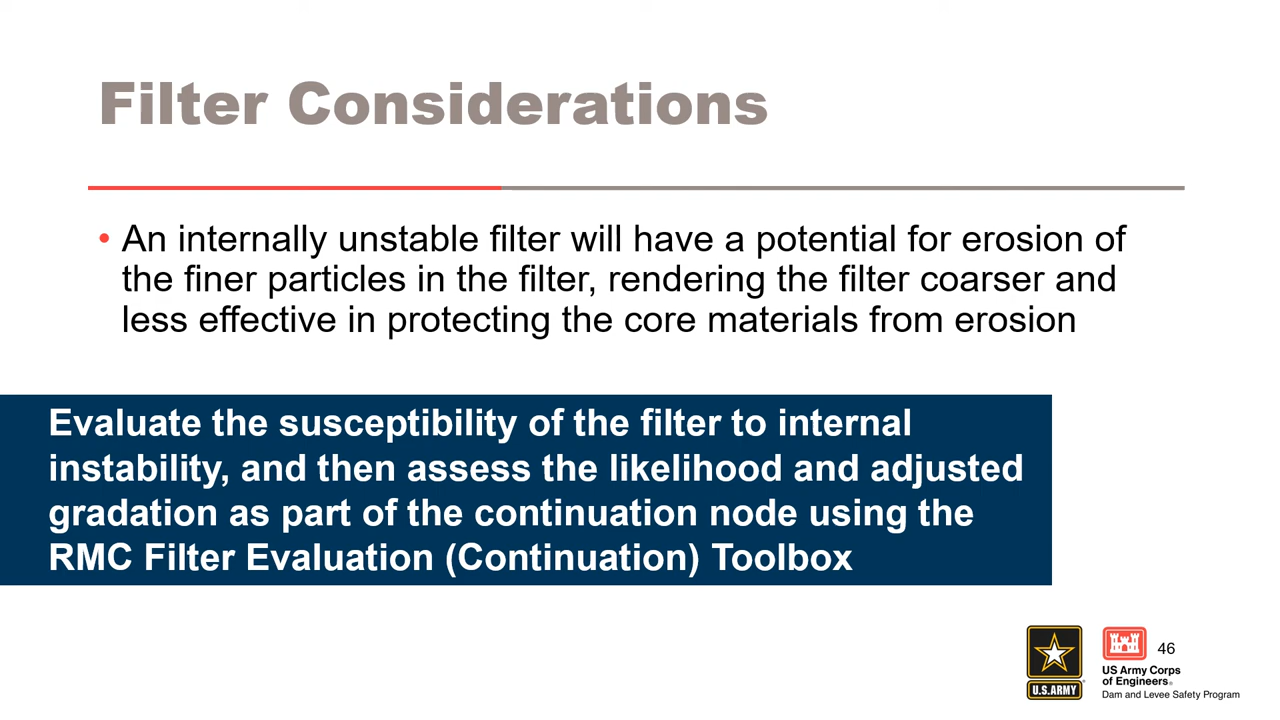 Filter Considerations
• An internally unstable filter will have a potential for erosion of
the finer particles in the filter, rendering the filter coarser and
less effective in protecting the core materials from erosion
Evaluate the susceptibility of the filter to internal
instability, and then assess the likelihood and adjusted
gradation as part of the continuation node using the
RMC Filter Evaluation (Continuation) Toolbox
46
U.S.ARMY
US Army Corps
of Engineers®
Dam and Levee Safety Program